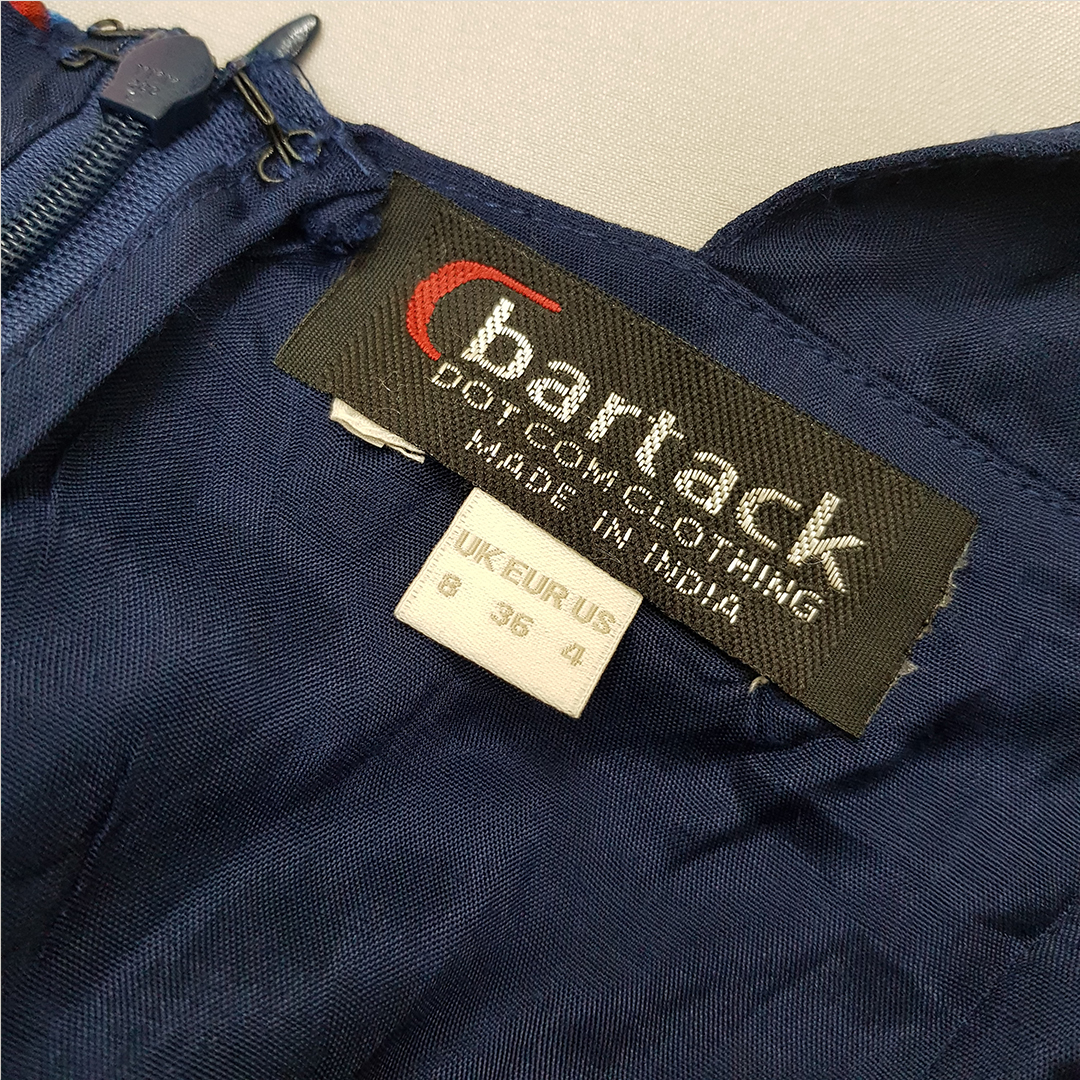 bartack
DOT COM CLOTHING
MADE IN INDIA
UK EUR US
8 36 4